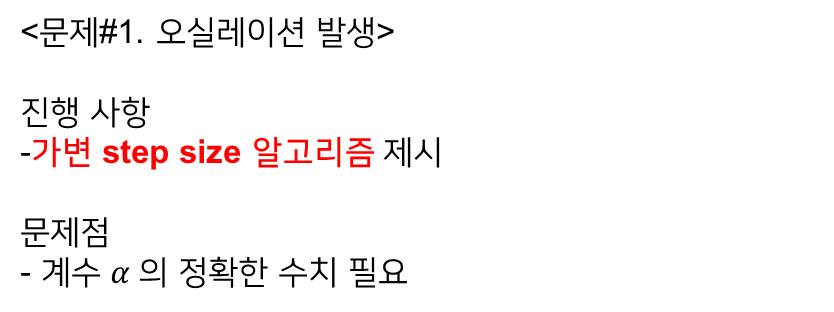 <문제#1. 오실레이션 발생>
진행 사항
-가변 step size 알고리즘 제시
문제점
- 계수 𝛼 의 정확한 수치 필요